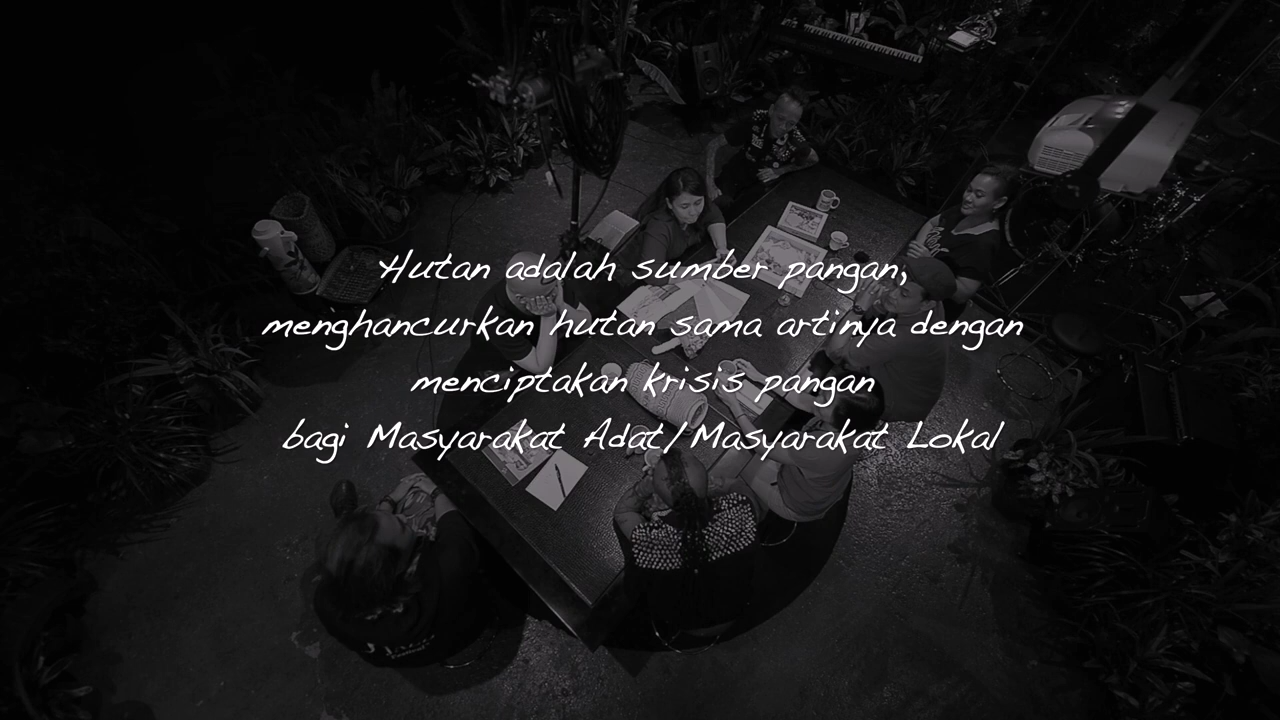 Hutan adalah sumber pangan,
menghancurkan hutan sama artinya dengan
menciptakan krisis pangan
bagi Masyarakat Adat/Masyarakat Lokal